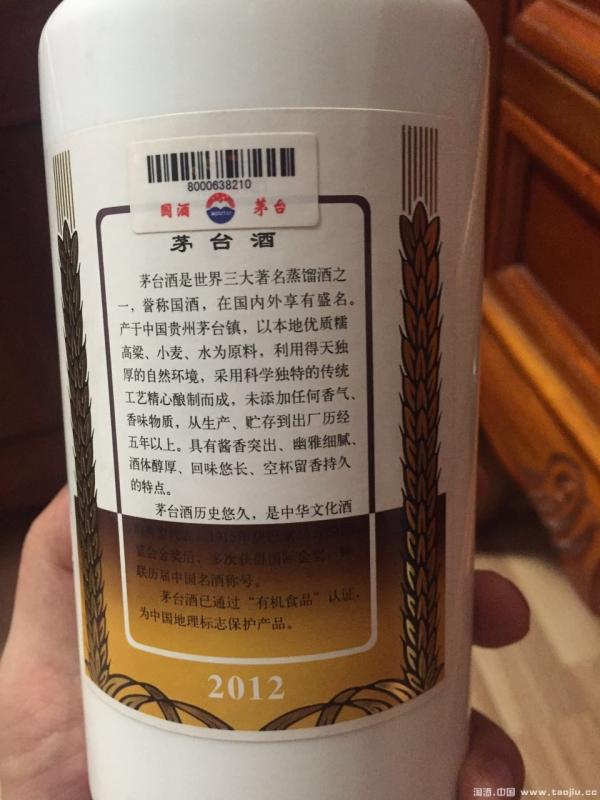 8000638210
国酒 茅台
MOUTAI
茅台酒
茅台酒是世界三大著名蒸馏酒之
一，誉称国酒，在国内外享有盛名。
产于中国贵州茅台镇，以本地优质糯
高粱、小麦、水为原料，利用得天独
厚的自然环境，采用科学独特的传统
工艺精心酿制而成，未添加任何香气、
香味物质，从生产、贮存到出厂历经
五年以上。具有酱香突出、幽雅细腻、
酒体醇厚、回味悠长、空杯留香持久
的特点。
茅台酒历史悠久，是中华文化酒
1915年
会金奖后，多次获得国际金奖，
联历届中国名酒称号。
茅台酒已通过“有机食品”认证，
为中国地理标志保护产品。
2012
淘酒.中国 www.taojiu.cc